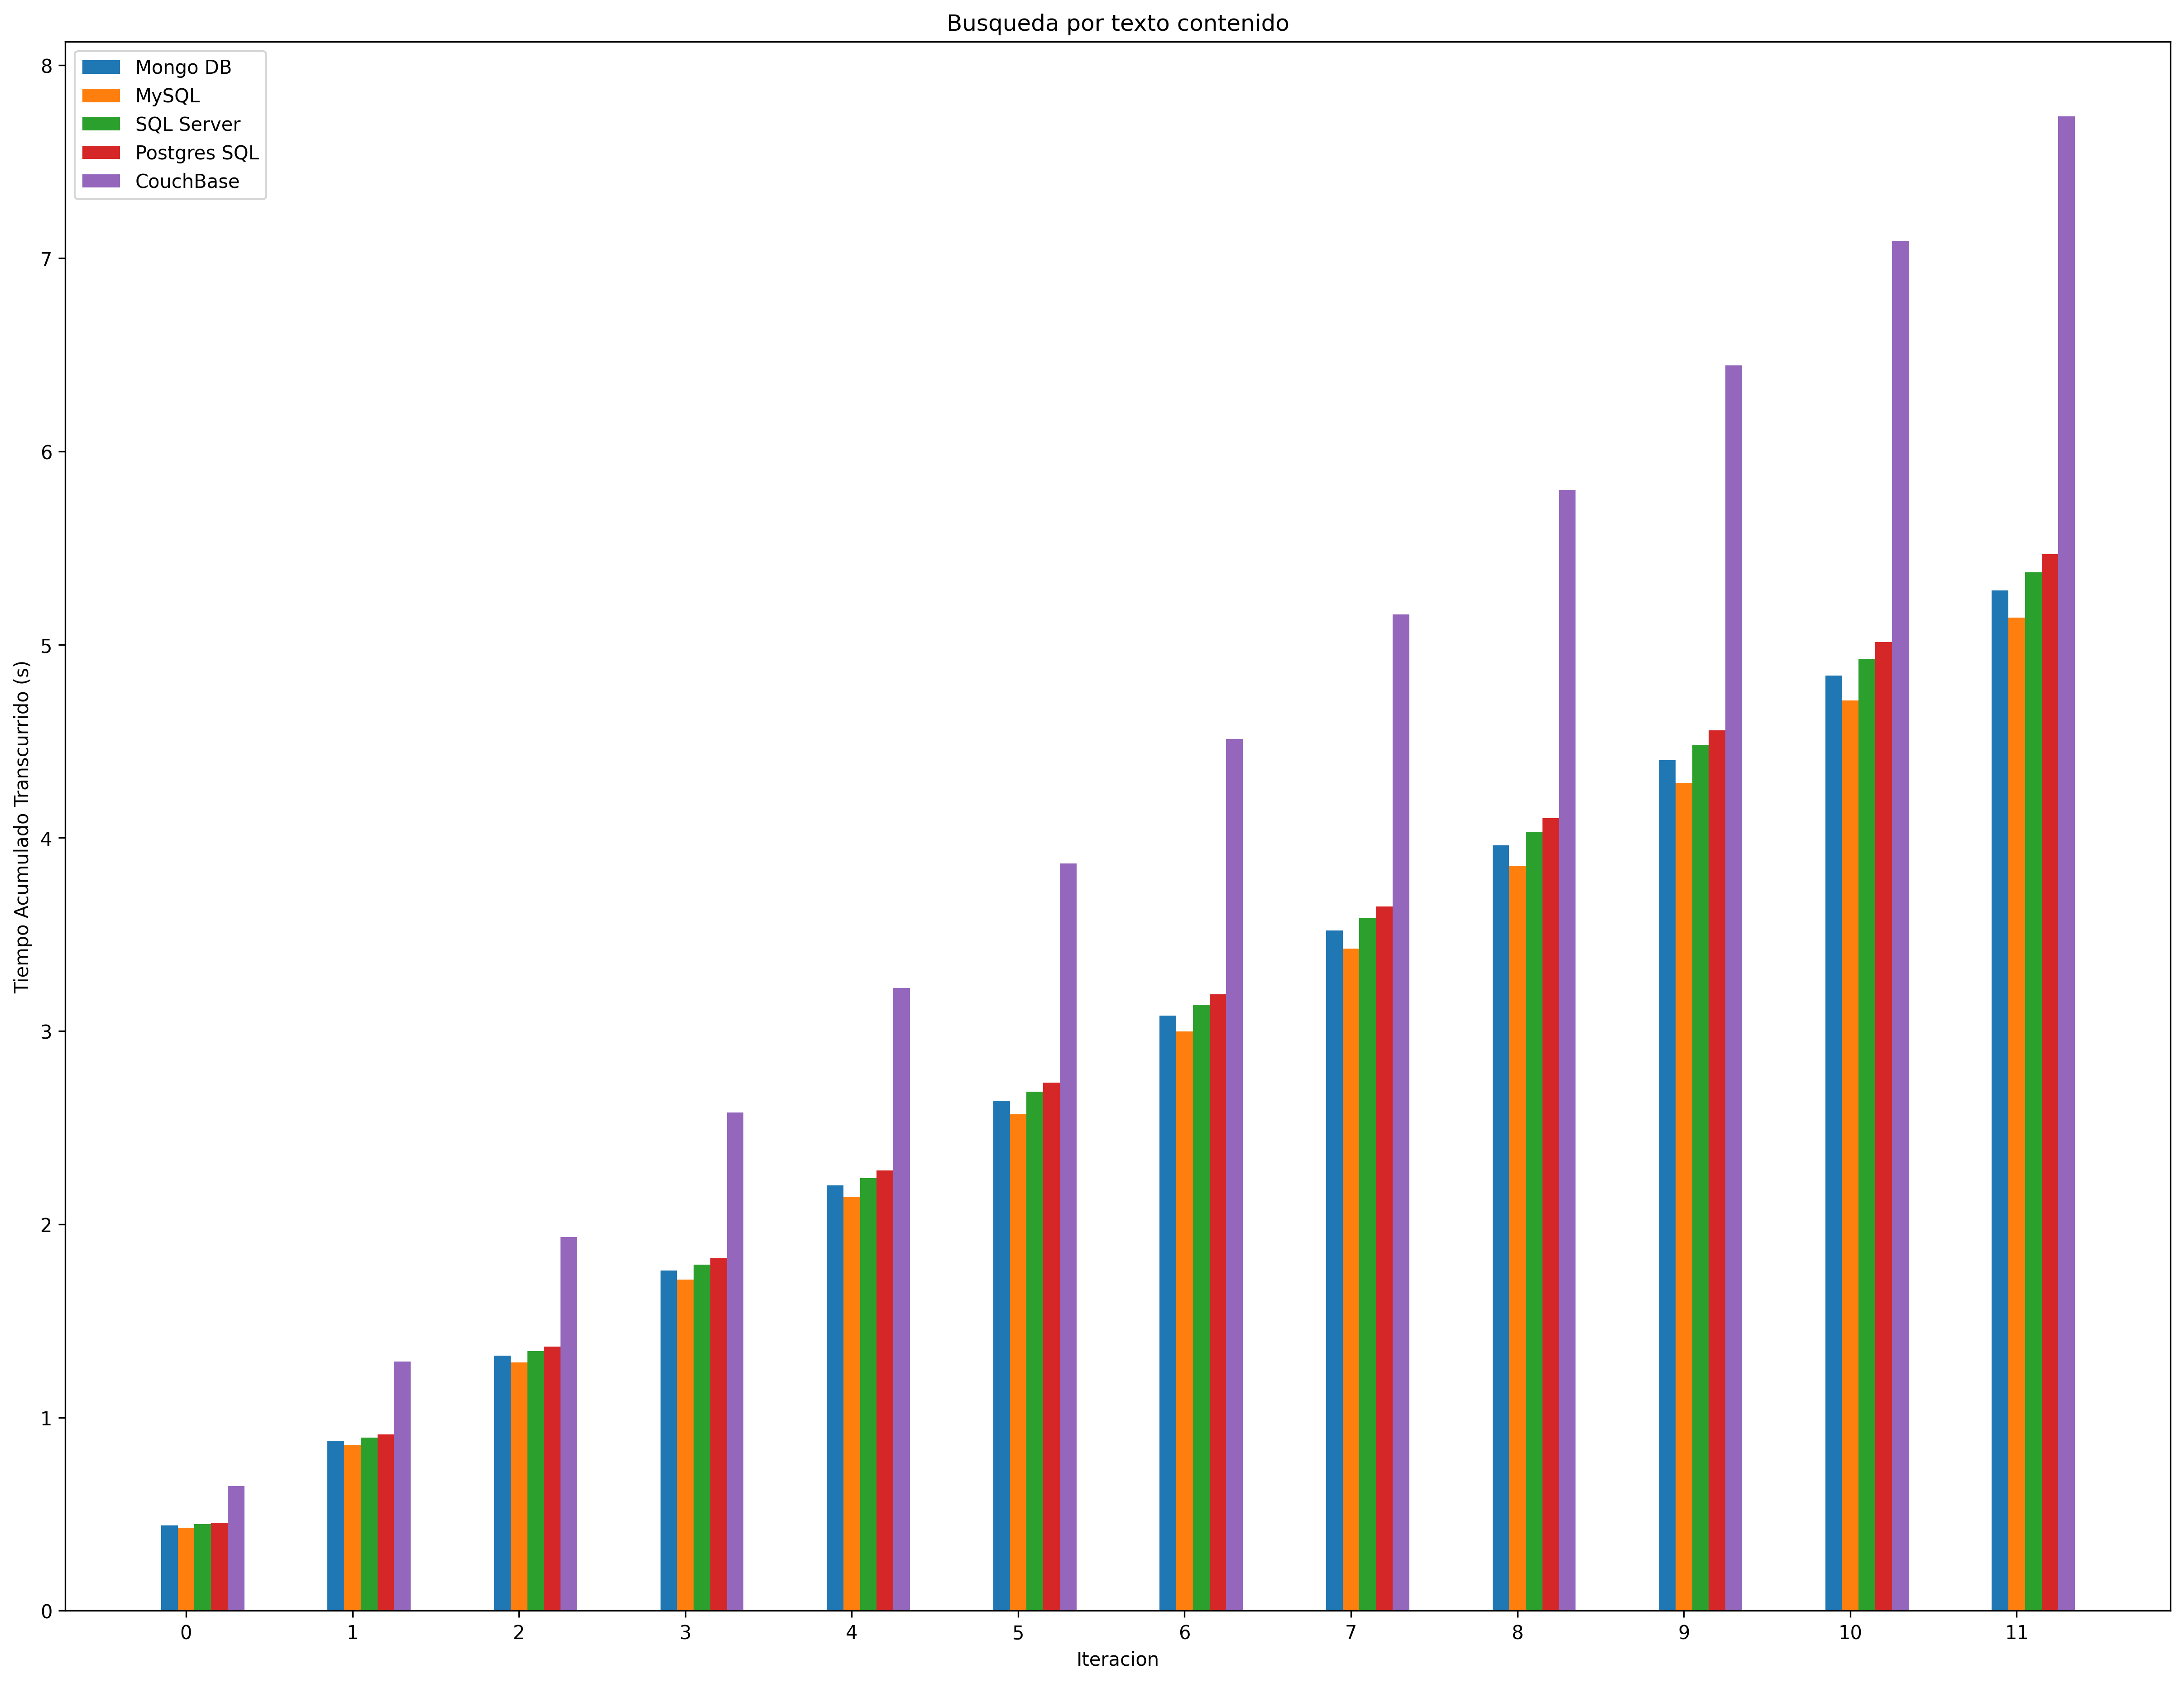 Busqueda por texto contenido
Mongo DB
MySQL
SQL Server
Postgres SQL
CouchBase
Tiempo Acumulado Transcurrido (s)
8
7
6
5
4
3
2
1
0
0 1 2 3 4 5 6 7 8 9 10 11
Iteracion